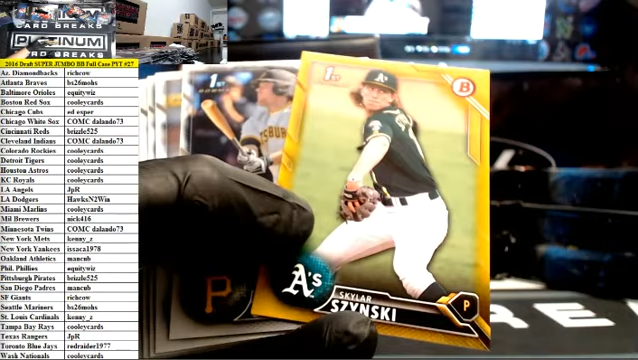 CARD BREAKS
PLATINUM
CARD BREAKS
2016 Draft SUPER JUMBO BB Full Case PYT #27
Az. Diamondbacks richcow
Atlanta Braves bs26mohs
Baltimore Orioles equitywiz
Boston Red Sox cooleycards
Chicago Cubs ed esper
Chicago White Sox COMC dalando73
Cincinnati Reds brizzle525
Cleveland Indians COMC dalando73
Colorado Rockies cooleycards
Detroit Tigers cooleycards
Houston Astros cooleycards
KC Royals cooleycards
LA Angels JpR
LA Dodgers HawksN2Win
Miami Marlins cooleycards
Mil Brewers nick416
Minnesota Twins COMC dalando73
New York Mets kenny_z
New York Yankees issaca1978
Oakland Athletics mancub
Phil. Phillies equitywiz
Pittsburgh Pirates brizzle525
San Diego Padres mancub
SF Giants richcow
Seattle Mariners bs26mohs
St. Louis Cardinals kenny_z
Tampa Bay Rays cooleycards
Texas Rangers JpR
Toronto Blue Jays redraider1977
Wash Nationals cooleycards
1st
B
A's
A's
SKYLAR
SZYNSKI
P
P
R E